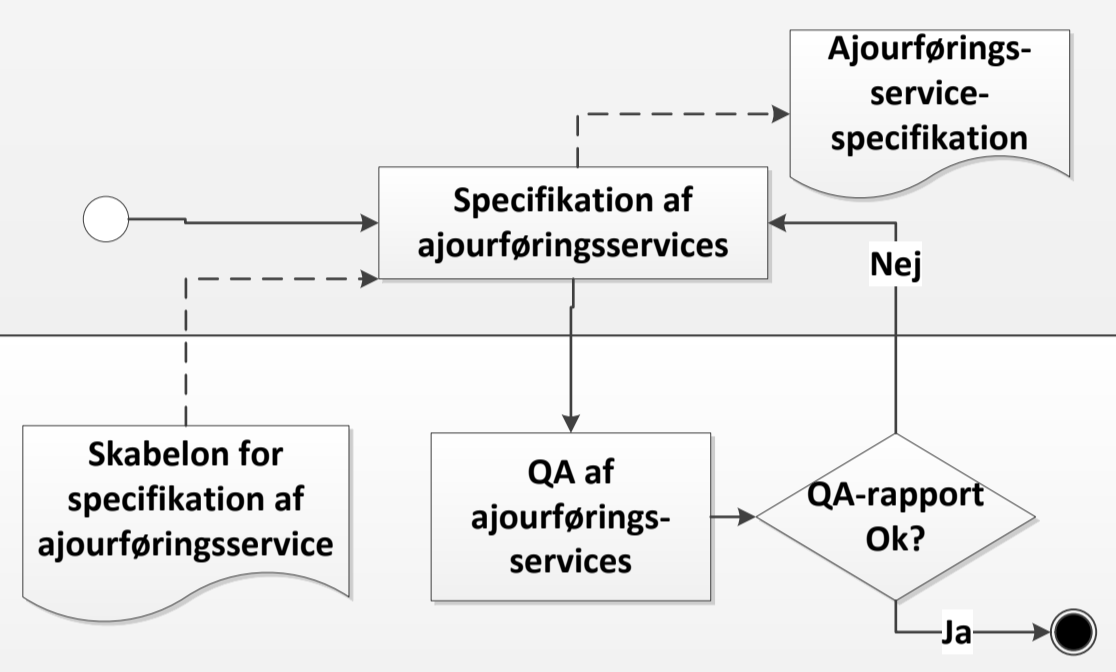 Ajourførings-
service-
specifikation
Specifikation af
ajourføringsservices
Nej
Skabelon for
specifikation af
ajourføringsservice
QA af
ajourførings-
services
QA-rapport
Ok?
Ja